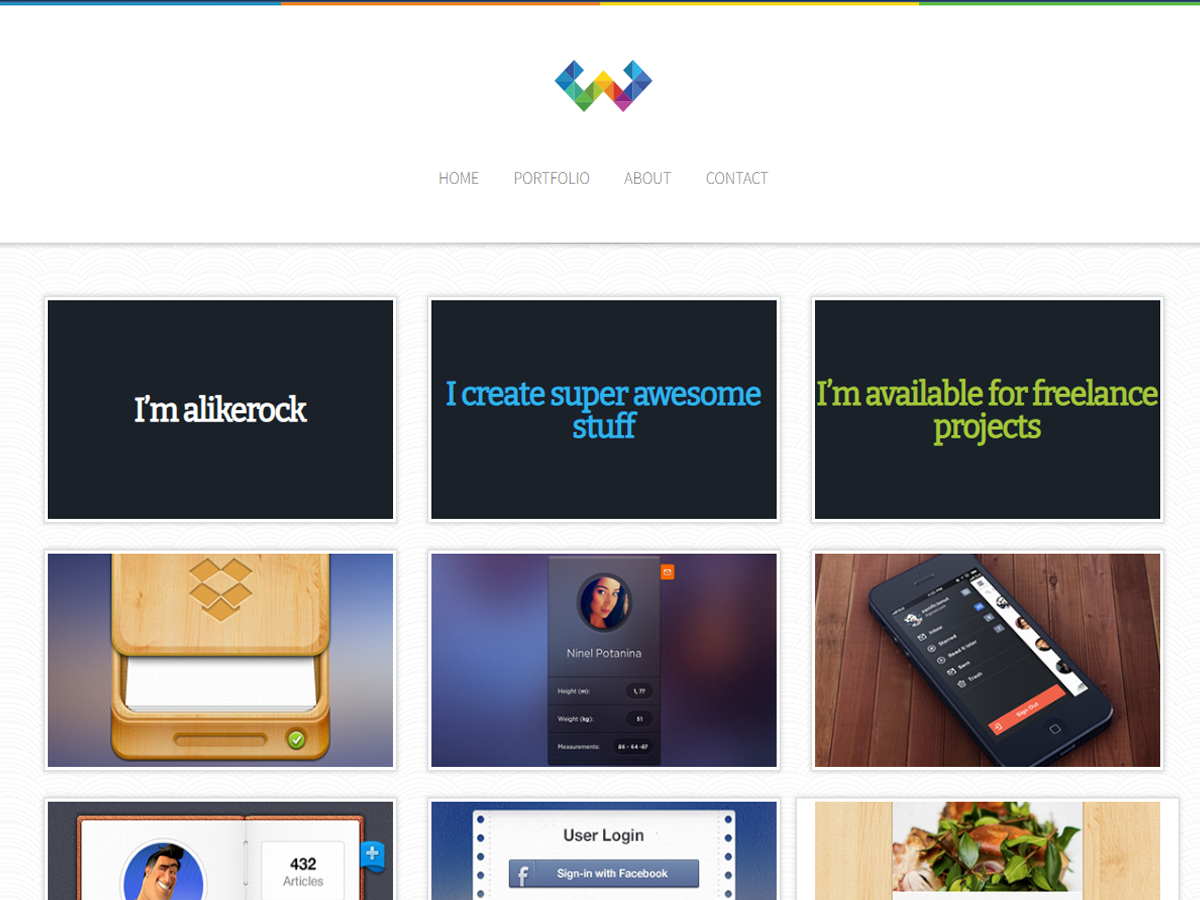 HOME PORTFOLIO ABOUT CONTACT
I'm alikerock
I create super awesome
stuff
I'm available for freelance
projects
Ninel Potanina
Height (m): 1, 77
Weight (kg): 51
Measurements: 86 - 64 -87
Inbox
Starred
Read it later
Sent
Trash
Sign Out
432
Articles
User Login
f Sign-in with Facebook